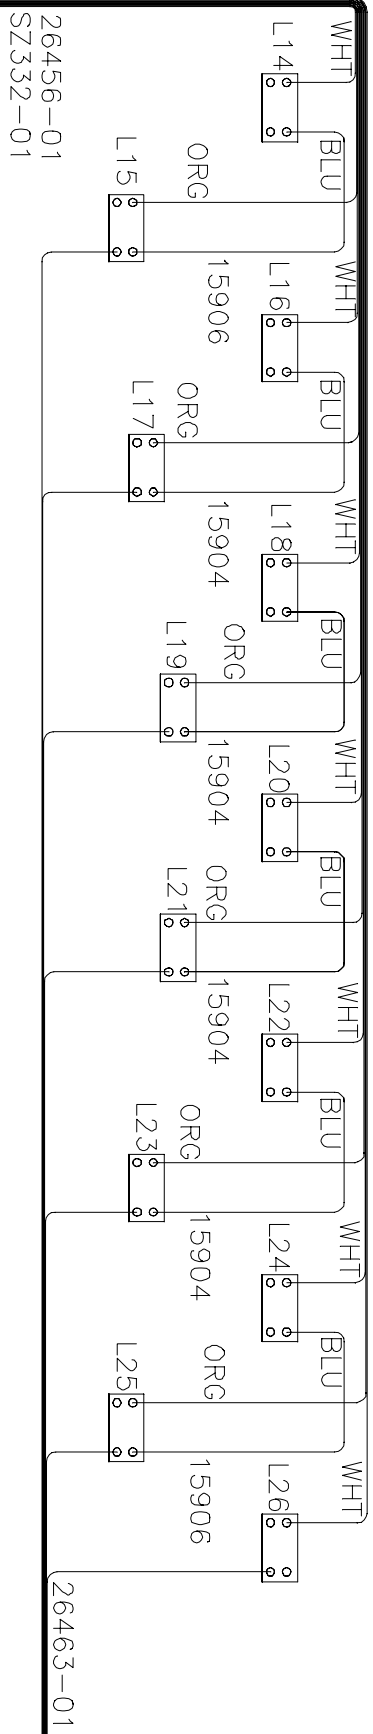 26456-01
SZ332-01
L14
WHT
BLU
L15
ORG
15906
L16
WHT
BLU
L17
ORG
15904
L18
WHT
BLU
L19
ORG
15904
L20
WHT
BLU
L21
ORG
15904
L22
WHT
BLU
L23
ORG
15904
L24
WHT
BLU
L25
ORG
15906
L26
WHT
26463-01